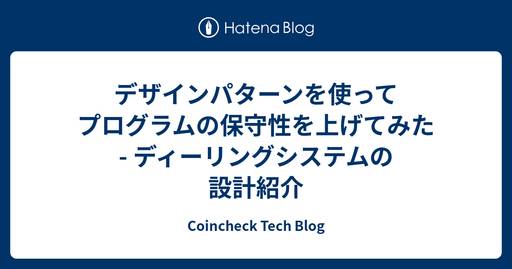 Hatena Blog
デザインパターンを使って
プログラムの保守性を上げてみた
- ディーリングシステムの
設計紹介
Coincheck Tech Blog